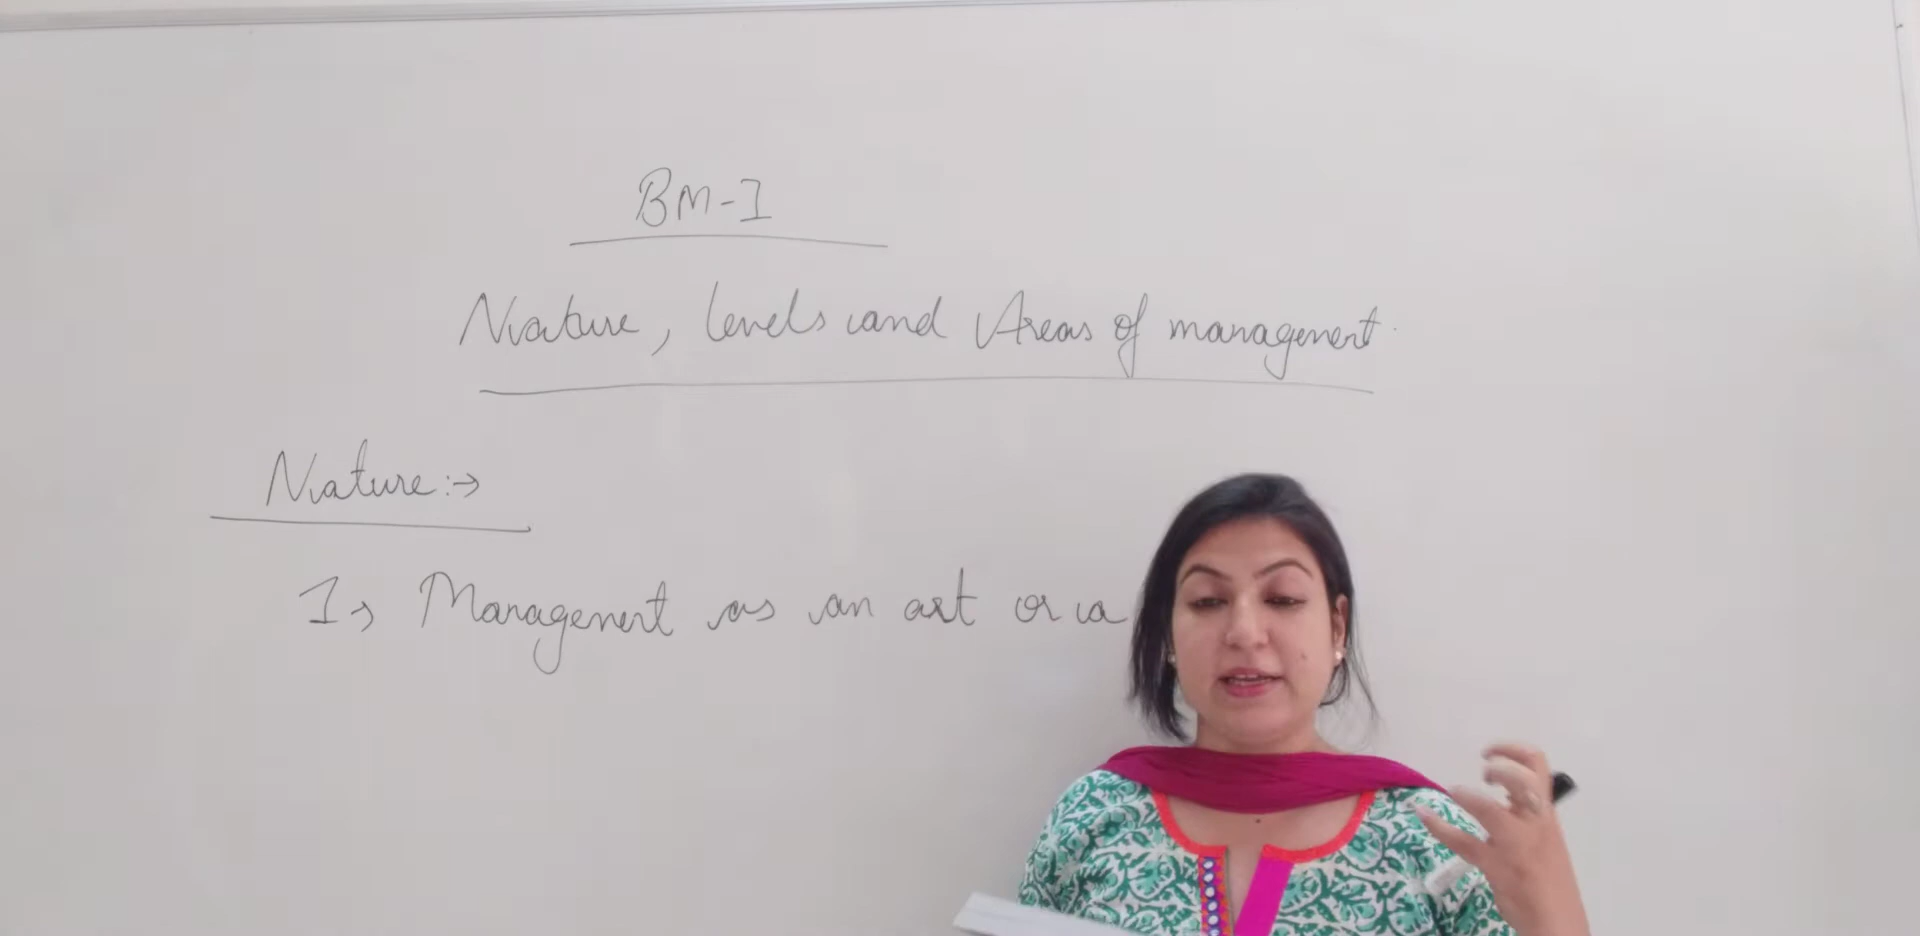 BM-I
Nature, levels and Areas of management.
Nature:→
1, Management as an art or a